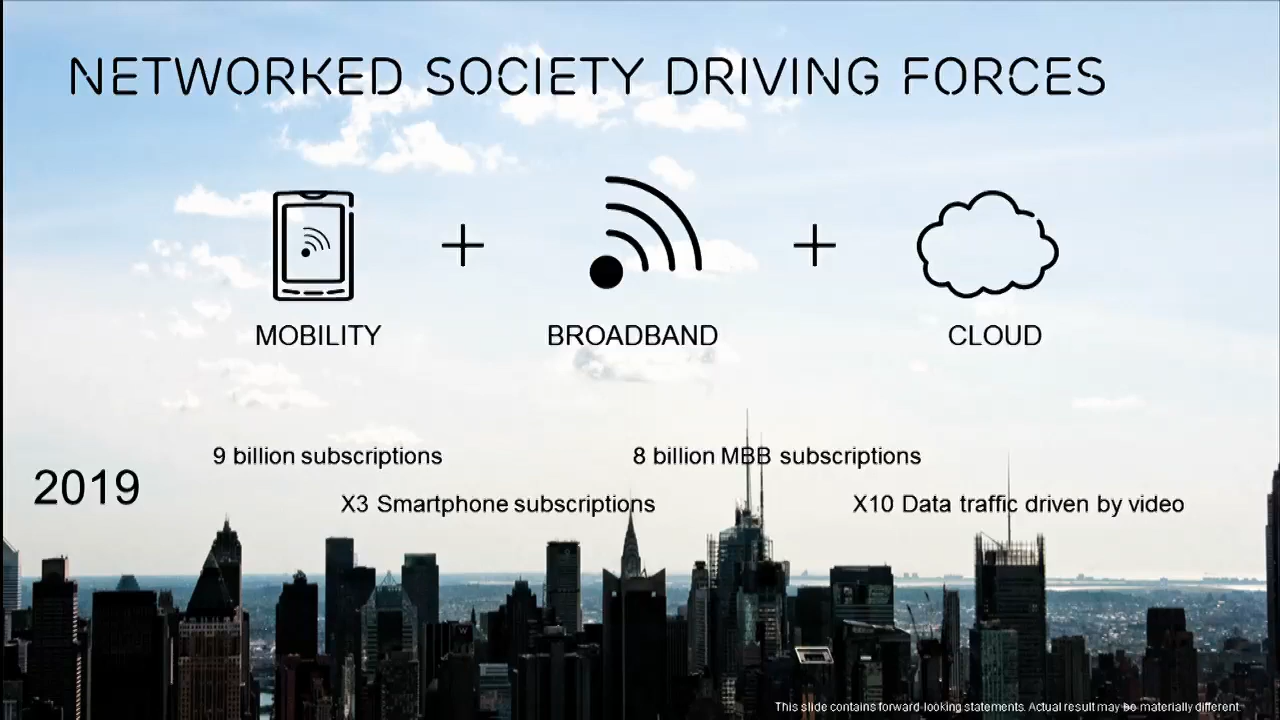 NETWORKED SOCIETY DRIVING FORCES
MOBILITY
BROADBAND
CLOUD
2019
9 billion subscriptions
8 billion MBB subscriptions
X3 Smartphone subscriptions
X10 Data traffic driven by video
This slide contains forward-looking statements. Actual result may be materially different